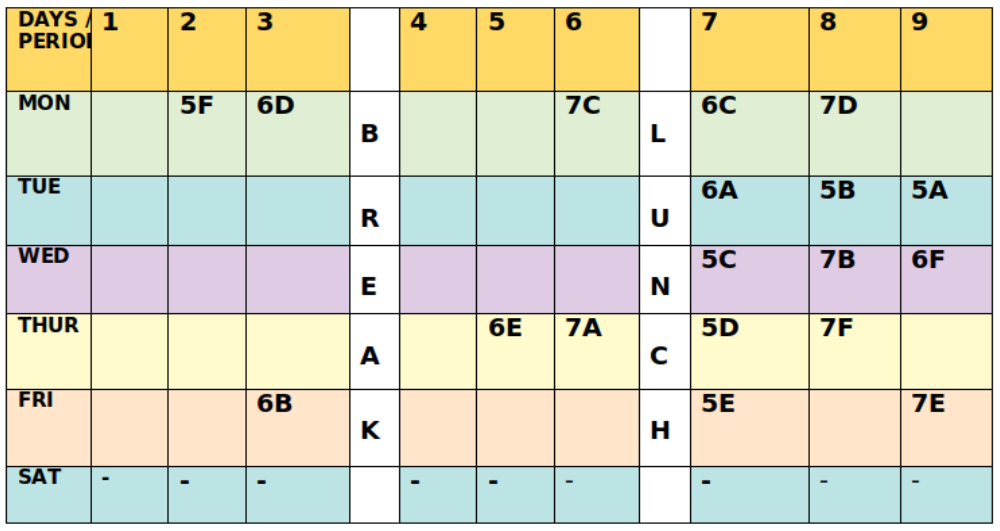 DAYS / 1 2 3 4 5 6 7 8 9
PERIO
MON 5F 6D B 7C L 6C 7D
TUE R U 6A 5B 5A
WED E N 5C 7B 6F
THUR A 6E 7A C 5D 7F
FRI 6B K H 5E 7E
SAT - - - - - - - - -